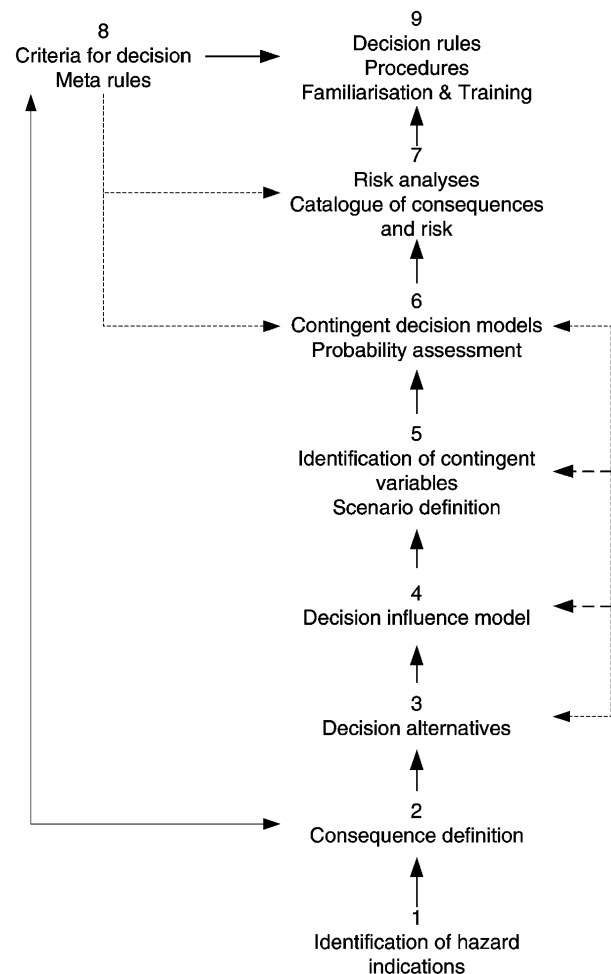 8
Criteria for decision
Meta rules
9
Decision rules
Procedures
Familiarisation & Training
7
Risk analyses
Catalogue of consequences
and risk
6
Contingent decision models
Probability assessment
5
Identification of contingent
variables
Scenario definition
4
Decision influence model
3
Decision alternatives
2
Consequence definition
1
Identification of hazard
indications